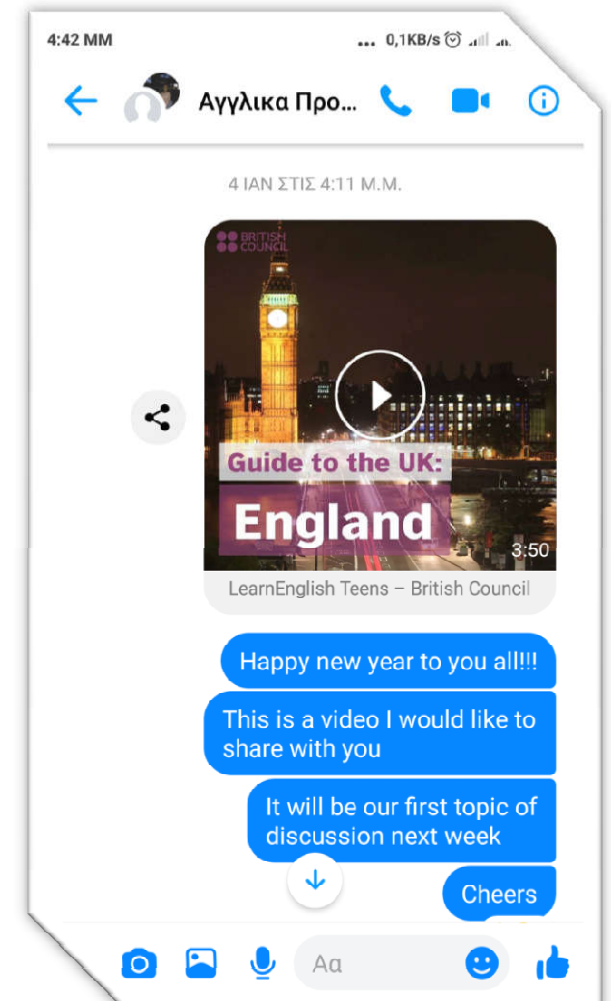 4:42 MM
... 0,1KB/s
Αγγλικα Προ...
4 ΙΑΝ ΣΤΙΣ 4:11 Μ.Μ.
BRITISH
COUNCIL
Guide to the UK:
England
3:50
LearnEnglish Teens – British Council
Happy new year to you all!!!
This is a video I would like to
share with you
It will be our first topic of
discussion next week
Cheers
Αα